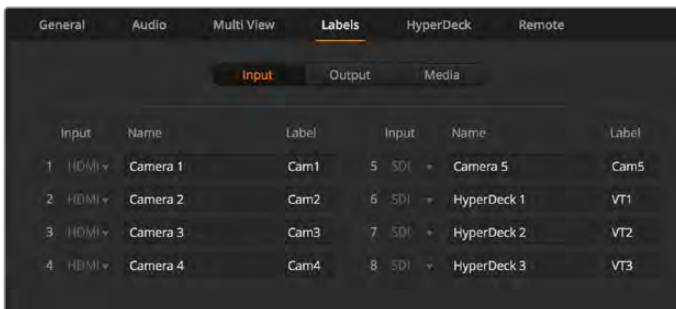 General Audio Multi View Labels HyperDeck Remote
Input Output Media
Input Name Label Input Name Label
1 HDMI Camera 1 Cam1 5 SDI Camera 5 Cam5
2 HDMI Camera 2 Cam2 6 SDI HyperDeck 1 VT1
3 HDMI Camera 3 Cam3 7 SDI HyperDeck 2 VT2
4 HDMI Camera 4 Cam4 8 SDI HyperDeck 3 VT3